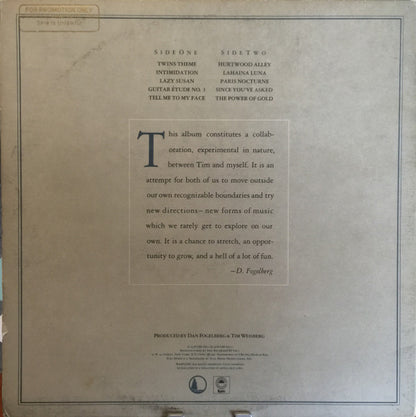 FOR PROMOTION ONLY
SIDE ONE
TWINS THEME
INTIMIDATION
LAZY SUSAN
GUITAR ETUDE NO. 3
TELL ME TO MY FACE
SIDE TWO
HURTWOOD ALLEY
LAHAINA LUNA
PARIS NOCTURNE
SINCE YOU'VE ASKED
THE POWER OF GOLD
This album constitutes a collab-
oration, experimental in nature,
between Tim and myself. It is an
attempt for both of us to move outside
our own recognizable boundaries and try
new directions—new forms of music
which we rarely get to explore on our
own. It is a chance to stretch, an oppor-
tunity to grow, and a hell of a lot of fun.
—D. Fogelberg
PRODUCED BY DAN FOGELBERG & TIM WEISBERG